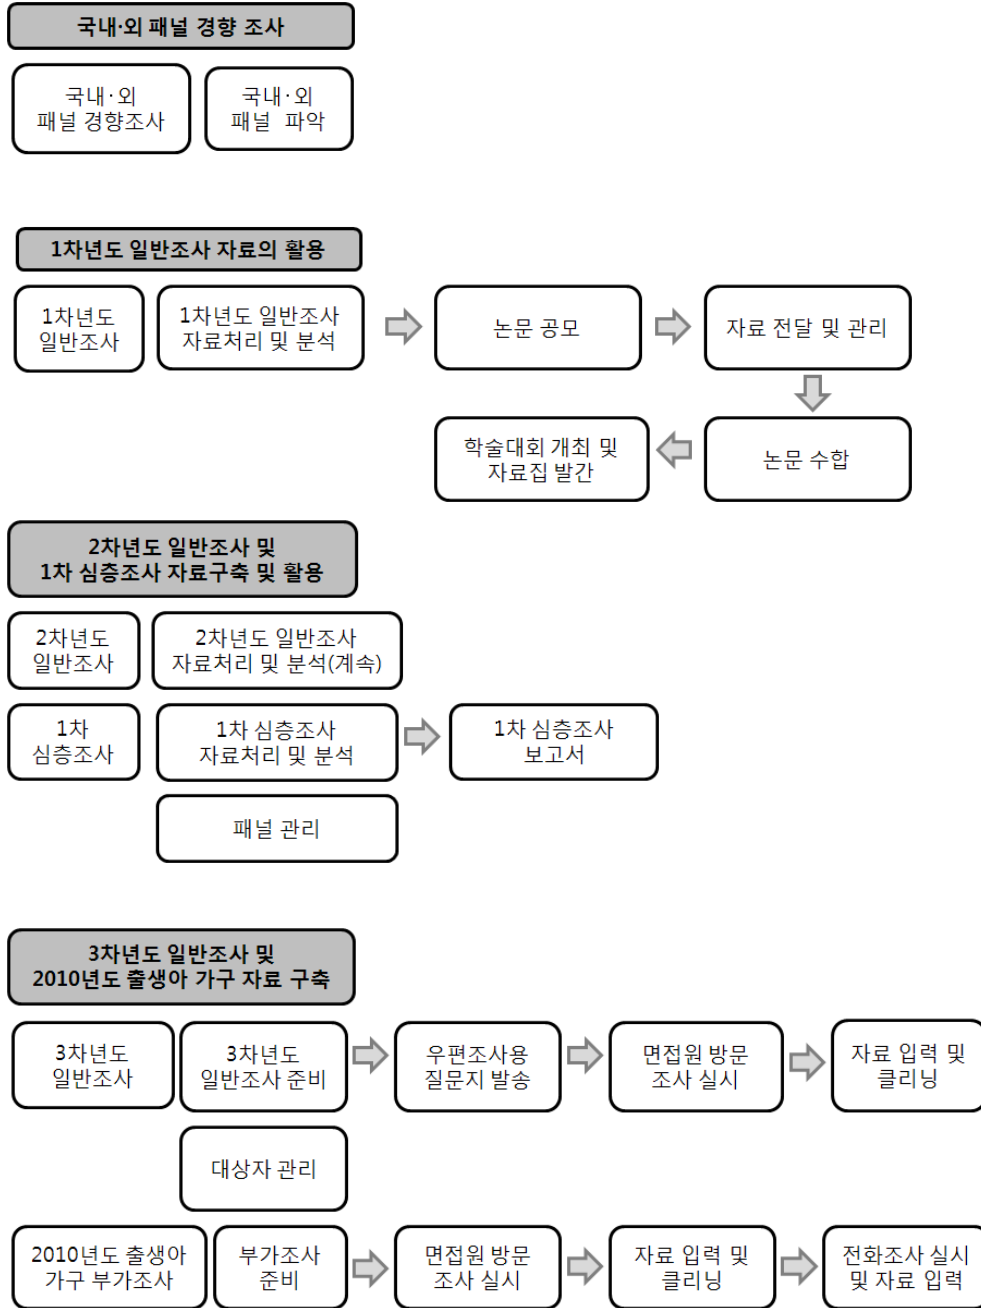 국내·외 패널 경향 조사
국내·외
패널 경향조사
국내·외
패널 파악
1차년도 일반조사 자료의 활용
1차년도
일반조사
1차년도 일반조사
자료처리 및 분석
논문 공모
자료 전달 및 관리
학술대회 개최 및
자료집 발간
논문 수합
2차년도 일반조사 및
1차 심층조사 자료구축 및 활용
2차년도
일반조사
2차년도 일반조사
자료처리 및 분석(계속)
1차
심층조사
1차 심층조사
자료처리 및 분석
1차 심층조사
보고서
패널 관리
3차년도 일반조사 및
2010년도 출생아 가구 자료 구축
3차년도
일반조사
3차년도
일반조사 준비
우편조사용
질문지 발송
면접원 방문
조사 실시
자료 입력 및
클리닝
대상자 관리
2010년도 출생아
가구 부가조사
부가조사
준비
면접원 방문
조사 실시
자료 입력 및
클리닝
전화조사 실시
및 자료 입력